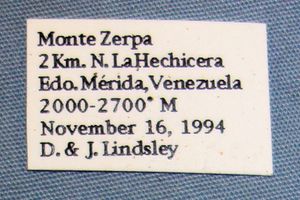 Monte Zerpa
2 Km. N. La Hechicera
Edo. Mérida, Venezuela
2000-2700' M
November 16, 1994
D. & J. Lindsley